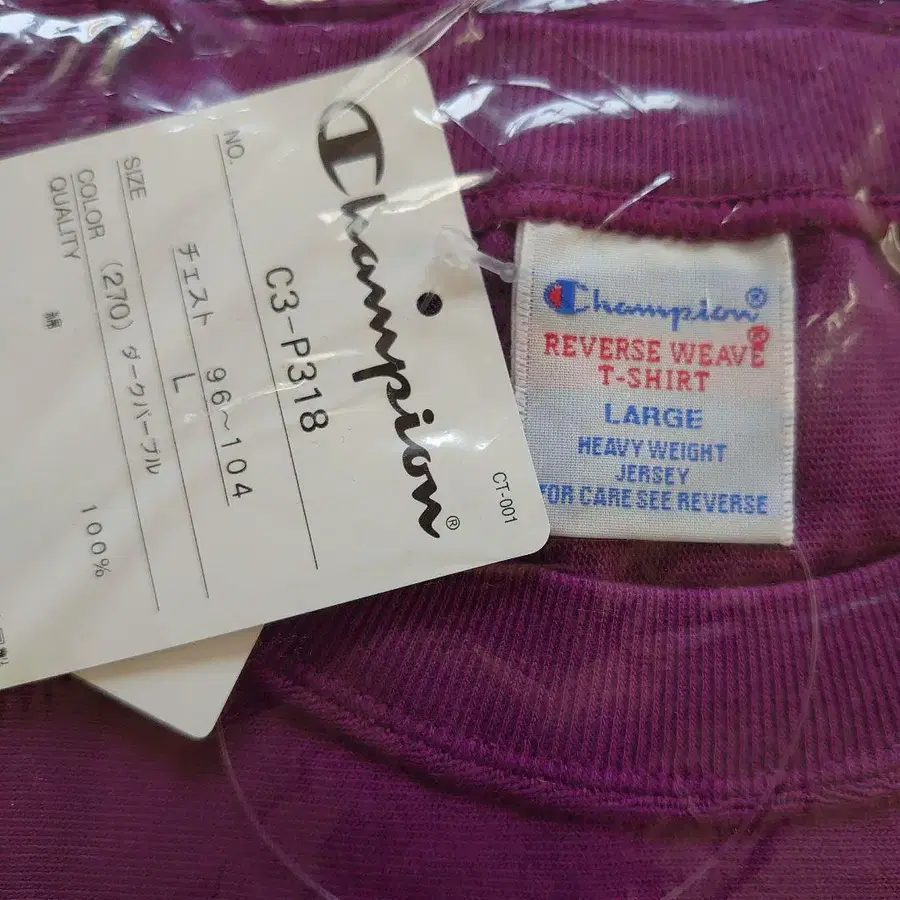 Champion®
CT-001
NO.
C3-P318
SIZE
チェスト 96~104
L
COLOR (270) ダークパープル
QUALITY
綿 100%
Champion®
REVERSE WEAVE®
T-SHIRT
LARGE
HEAVY WEIGHT
JERSEY
FOR CARE SEE REVERSE